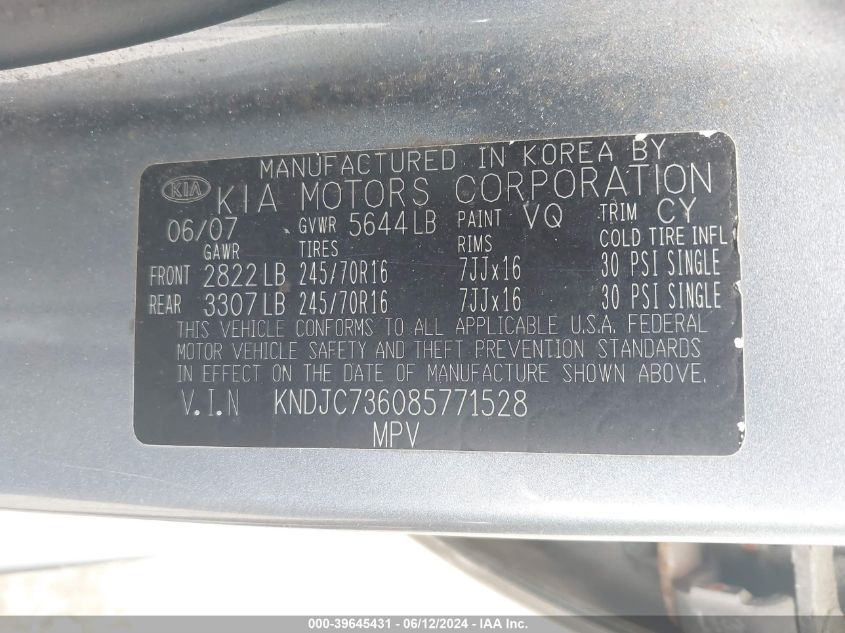 MANUFACTURED IN KOREA BY
KIA KIA MOTORS CORPORATION
06/07 GVWR 5644LB PAINT VQ TRIM CY
GAWR TIRES RIMS COLD TIRE INFL
FRONT 2822LB 245/70R16 7JJx16 30 PSI SINGLE
REAR 3307LB 245/70R16 7JJx16 30 PSI SINGLE
THIS VEHICLE CONFORMS TO ALL APPLICABLE U.S.A. FEDERAL
MOTOR VEHICLE SAFETY AND THEFT PREVENTION STANDARDS
IN EFFECT ON THE DATE OF MANUFACTURE SHOWN ABOVE.
V.I.N KNDJC736085771528
MPV
000-39645431 - 06/12/2024 - IAA Inc.